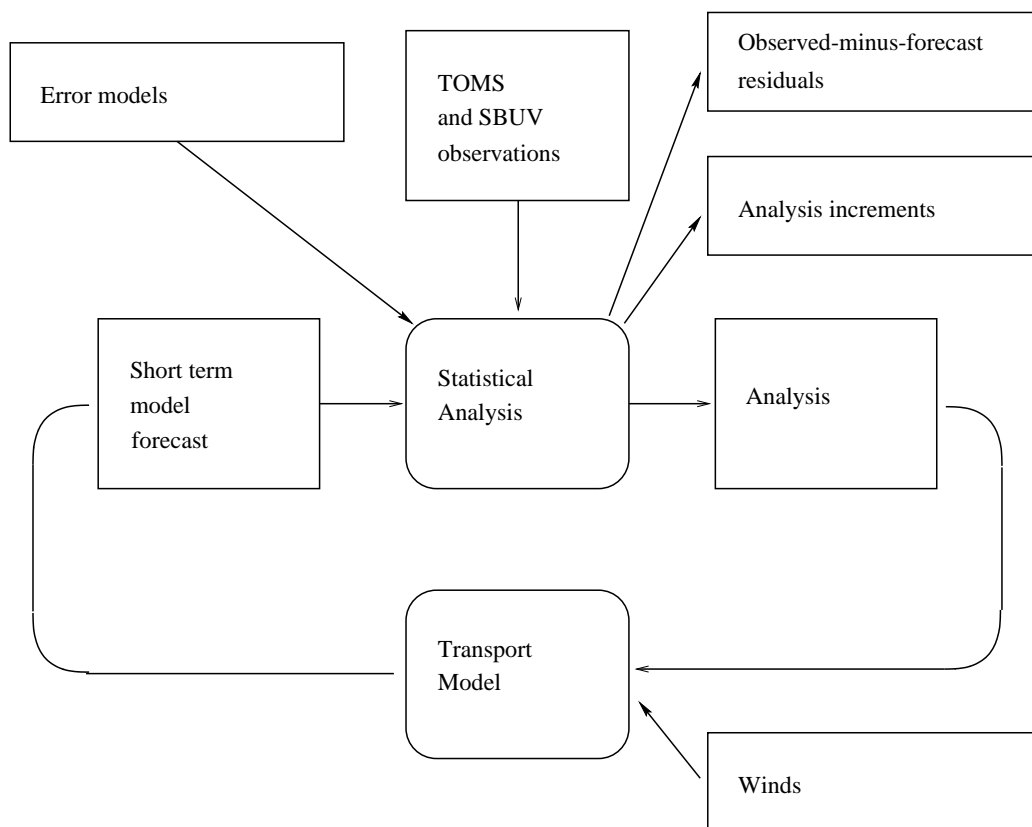 Error models
TOMS
and SBUV
observations
Observed-minus-forecast
residuals
Analysis increments
Short term
model
forecast
Statistical
Analysis
Analysis
Transport
Model
Winds